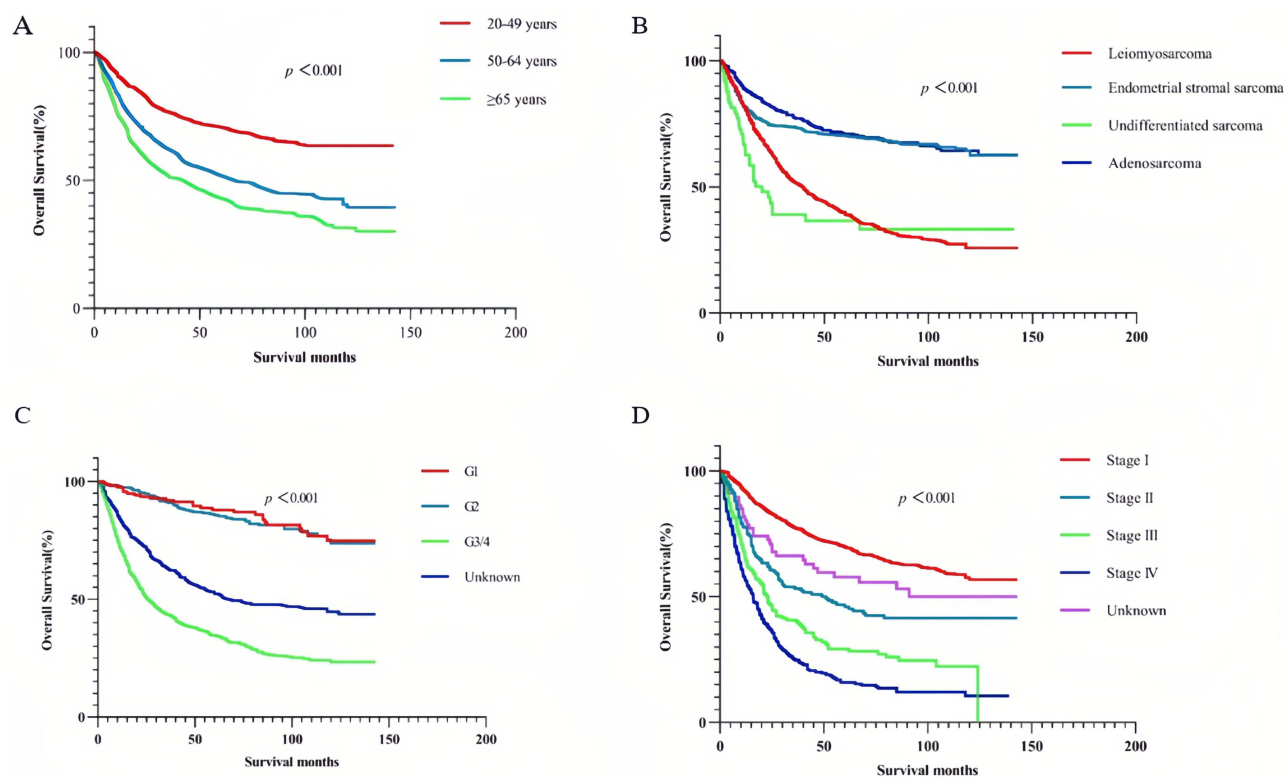 A
20-49 years
50-64 years
≥65 years
p <0.001
100
50
0
Overall Survival(%)
0 50 100 150 200
Survival months
B
Leiomyosarcoma
Endometrial stromal sarcoma
Undifferentiated sarcoma
Adenosarcoma
p <0.001
100
50
0
Overall Survival(%)
0 50 100 150 200
Survival months
C
G1
G2
G3/4
Unknown
p <0.001
100
50
0
Overall Survival(%)
0 50 100 150 200
Survival months
D
Stage I
Stage II
Stage III
Stage IV
Unknown
p <0.001
100
50
0
Overall Survival(%)
0 50 100 150 200
Survival months